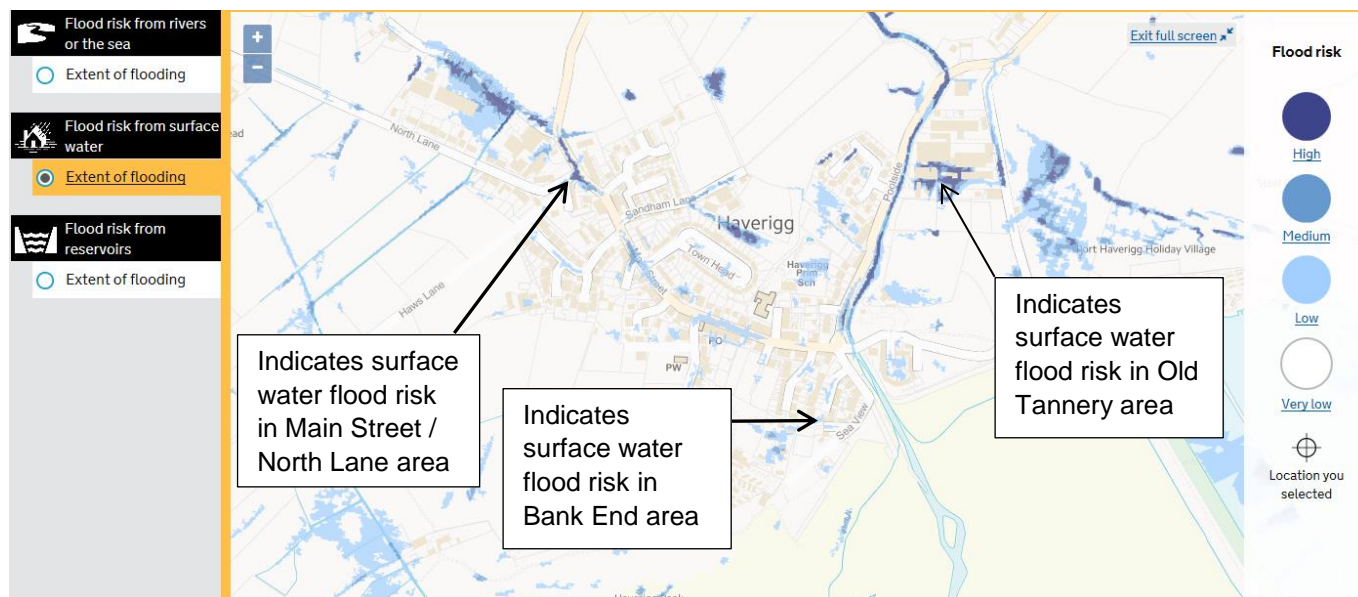 Flood risk from rivers
or the sea
Extent of flooding
Flood risk from surface
water
Extent of flooding
Flood risk from
reservoirs
Extent of flooding
+
−
Exit full screen
North Lane
Sandham Lane
Haverigg
Poolside
Main Street
Town Head
Haverigg
Prim
Sch
Haws Lane
PO
PW
Sea View
Port Haverigg Holiday Village
Indicates surface
water flood risk
in Main Street /
North Lane area
Indicates
surface water
flood risk in
Bank End area
Indicates
surface water
flood risk in Old
Tannery area
Flood risk
High
Medium
Low
Very low
Location you
selected